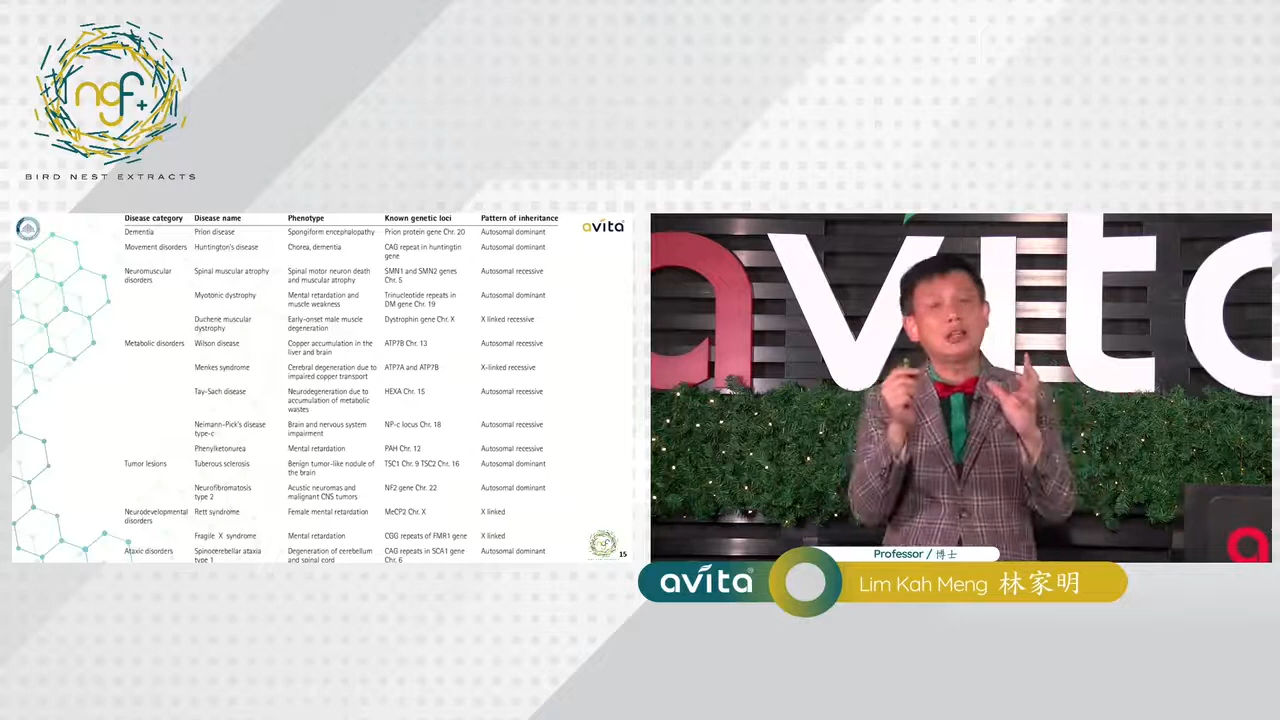 ngf+
BIRD NEST EXTRACTS
avita
Disease category Disease name Phenotype Known genetic loci Pattern of inheritance
Dementia Prion disease Spongiform encephalopathy Prion protein gene Chr. 20 Autosomal dominant
Movement disorders Huntington's disease Chorea, dementia CAG repeat in huntingtin Autosomal dominant
gene
Neuromuscular Spinal muscular atrophy Spinal motor neuron death SMN1 and SMN2 genes Autosomal recessive
disorders and muscular atrophy Chr. 5
Myotonic dystrophy Mental retardation and Trinucleotide repeats in Autosomal dominant
muscle weakness DM gene Chr. 19
Duchene muscular Early-onset male muscle Dystrophin gene Chr. X X linked recessive
dystrophy degeneration
Metabolic disorders Wilson disease Copper accumulation in the ATP7B Chr. 13 Autosomal recessive
liver and brain
Menkes syndrome Cerebral degeneration due to ATP7A and ATP7B X-linked recessive
impaired copper transport
Tay-Sach disease Neurodegeneration due to HEXA Chr. 15 Autosomal recessive
accumulation of metabolic
wastes
Neimann-Pick's disease Brain and nervous system NP-c locus Chr. 18 Autosomal recessive
type-c impairment
Phenylketonurea Mental retardation PAH Chr. 12 Autosomal recessive
Tumor lesions Tuberous sclerosis Benign tumor-like nodule of TSC1 Chr. 9 TSC2 Chr. 16 Autosomal dominant
the brain
Neurofibromatosis Acustic neuromas and NF2 gene Chr. 22 Autosomal dominant
type 2 malignant CNS tumors
Neurodevelopmental Rett syndrome Female mental retardation MeCP2 Chr. X X linked
disorders
Fragile X syndrome Mental retardation CGG repeats of FMR1 gene X linked
Ataxic disorders Spinocerebellar ataxia Degeneration of cerebellum CAG repeats in SCA1 gene Autosomal dominant
type 1 and spinal cord Chr. 6
15
avita
a
Professor / 博士
avita
Lim Kah Meng 林家明